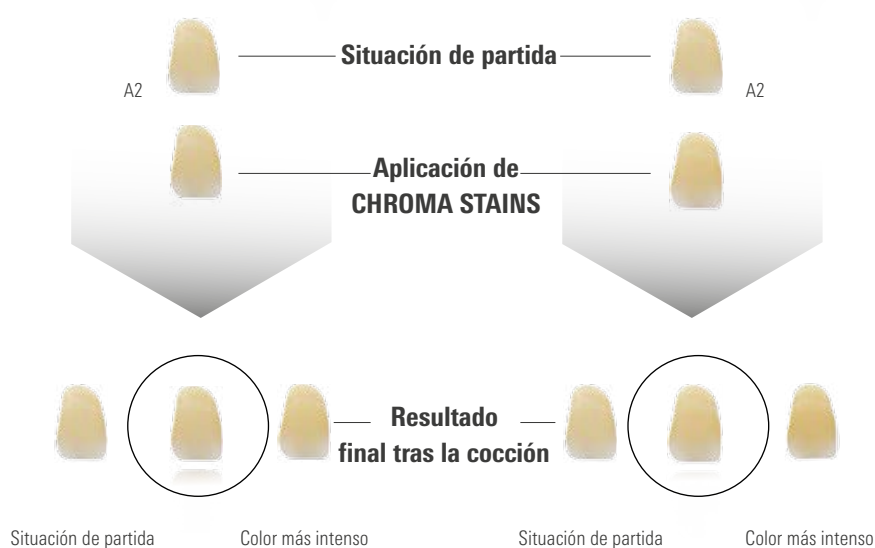 Situación de partida
A2
A2
Aplicación de
CHROMA STAINS
Resultado
final tras la cocción
Situación de partida
Color más intenso
Situación de partida
Color más intenso